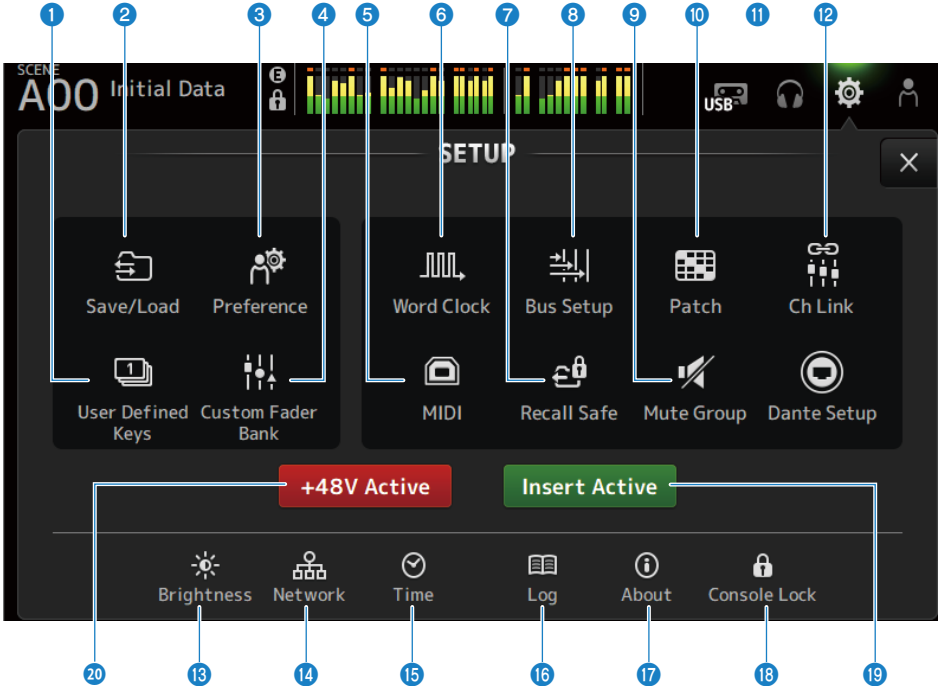 1 2 3 4 5 6 7 8 9 10 11 12
SCENE
A00 Initial Data
E
USB
SETUP
Save/Load Preference Word Clock Bus Setup Patch Ch Link
1
User Defined Keys Custom Fader Bank MIDI Recall Safe Mute Group Dante Setup
+48V Active Insert Active
Brightness Network Time Log About Console Lock
20 13 14 15 16 17 18 19